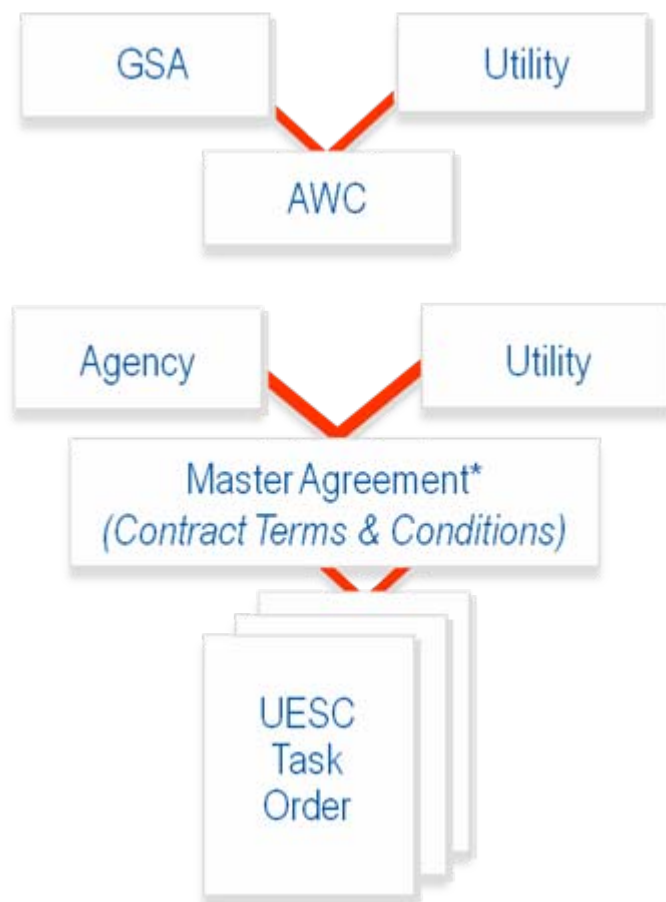 GSA
Utility
AWC
Agency
Utility
Master Agreement*
(Contract Terms & Conditions)
UESC
Task
Order